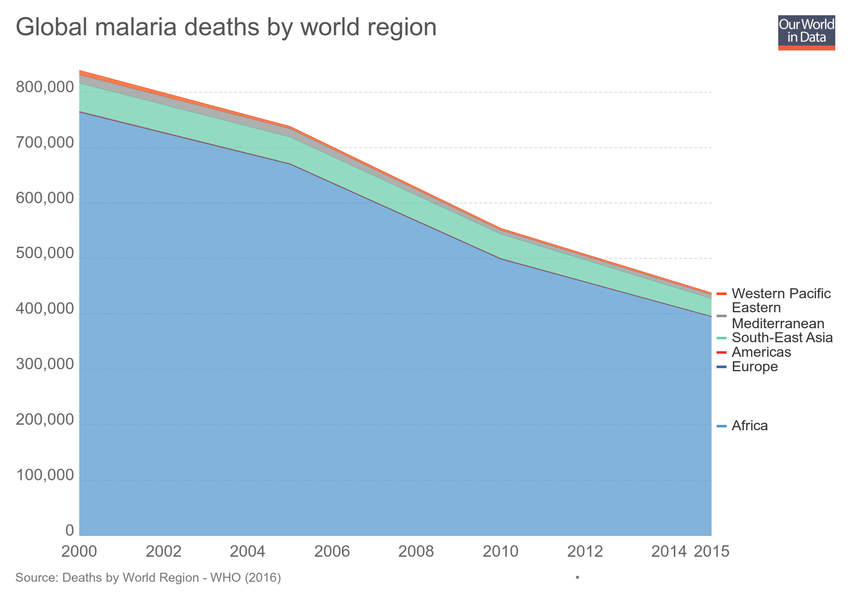 Global malaria deaths by world region
Our World
in Data
800,000
700,000
600,000
500,000
400,000
300,000
200,000
100,000
0
Western Pacific
Eastern
Mediterranean
South-East Asia
Americas
Europe
Africa
2000 2002 2004 2006 2008 2010 2012 2014 2015
Source: Deaths by World Region - WHO (2016)